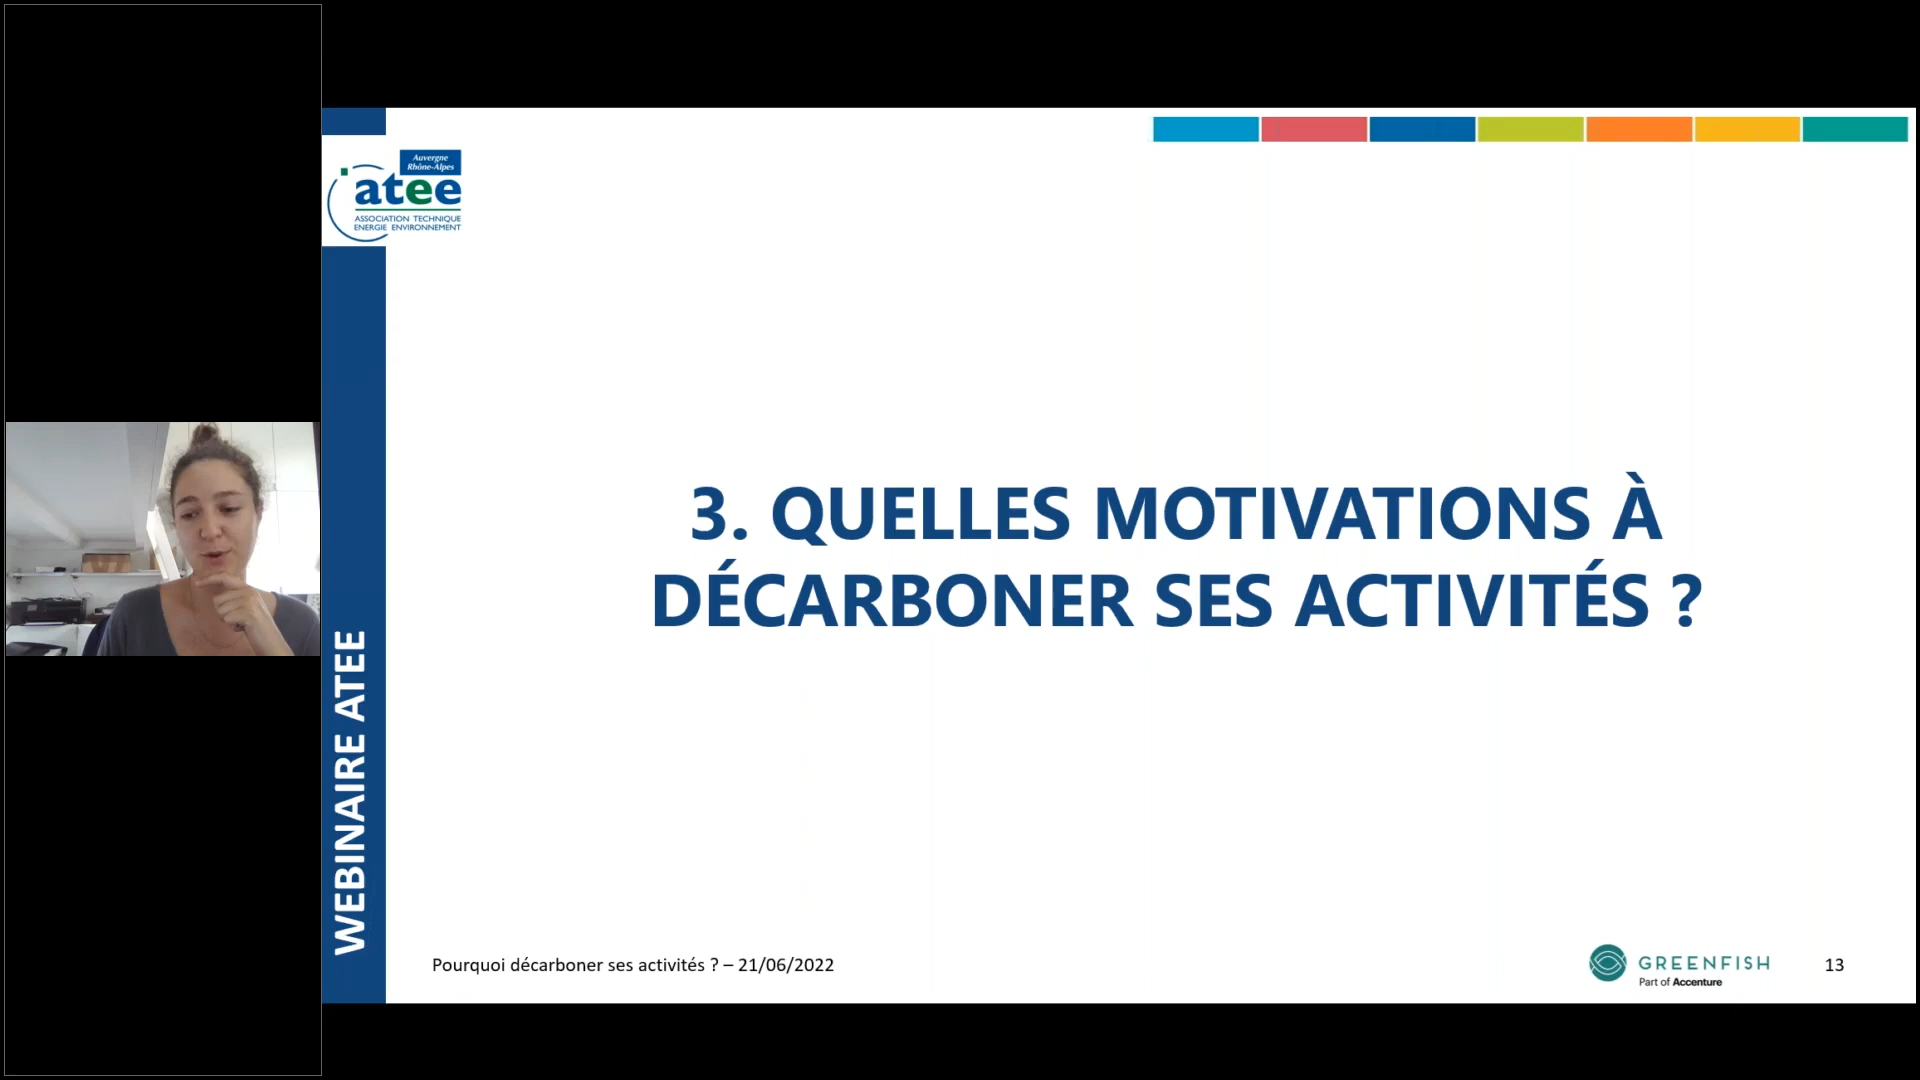 Auvergne
Rhône-Alpes
atee
ASSOCIATION TECHNIQUE
ENERGIE ENVIRONNEMENT
WEBINAIRE ATEE
3. QUELLES MOTIVATIONS À
DÉCARBONER SES ACTIVITÉS ?
Pourquoi décarboner ses activités ? – 21/06/2022
GREENFISH
Part of Accenture
13